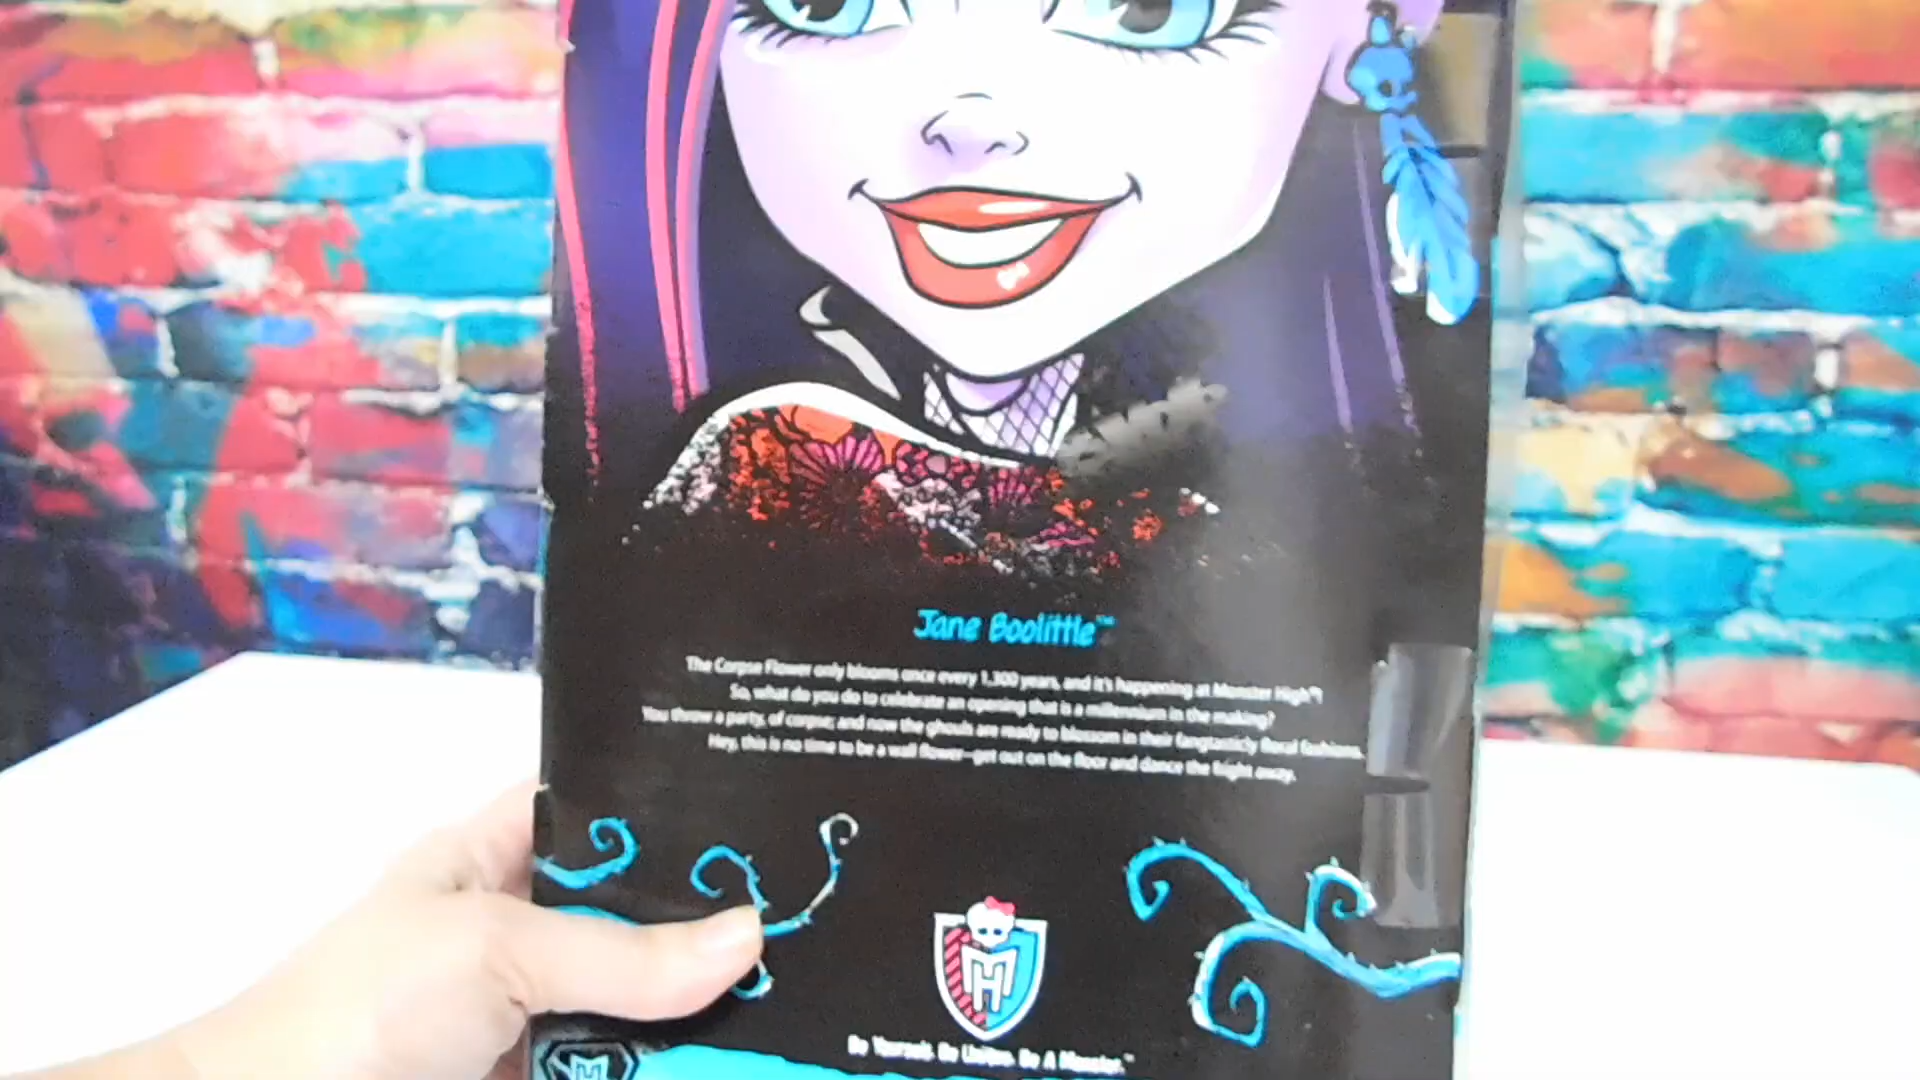 Jane Boolittle™
The Corpse Flower only blooms once every 1,300 years, and it's happening at Monster High®!
So, what do you do to celebrate an opening that is a millennium in the making?
You throw a party, of corpse; and now the ghouls are ready to blossom in their fangtasticly floral fashions.
Hey, this is no time to be a wall flower—get out on the floor and dance the fright away.
MH
Be Yourself. Be Unique. Be A Monster.™
M